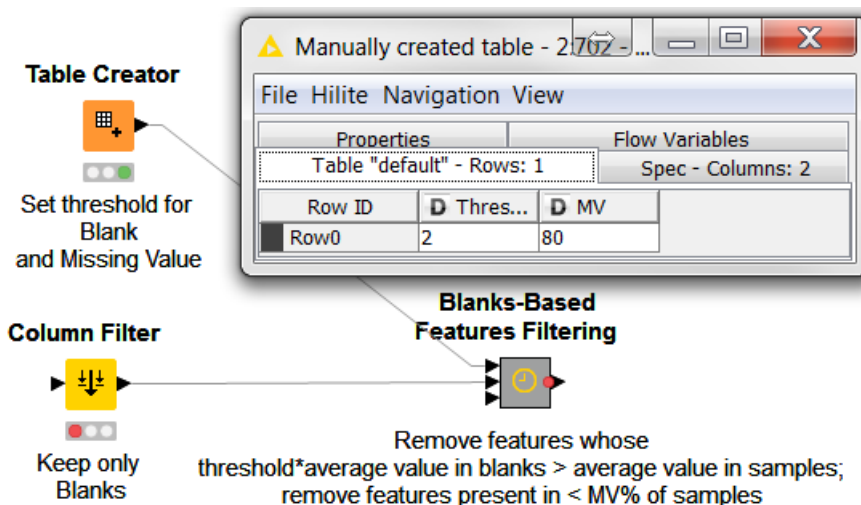 Manually created table - 2:702 - ...
Table Creator
File Hilite Navigation View
Properties
Flow Variables
Table "default" - Rows: 1
Spec - Columns: 2
Row ID
D Thres...
D MV
Row0
2
80
Set threshold for
Blank
and Missing Value
Blanks-Based
Features Filtering
Column Filter
Keep only
Blanks
Remove features whose
threshold*average value in blanks > average value in samples;
remove features present in < MV% of samples